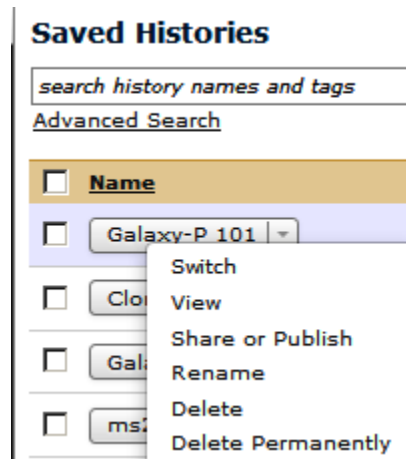 Saved Histories
search history names and tags
Advanced Search
Name
Galaxy-P 101
Switch
View
Share or Publish
Rename
Delete
Delete Permanently